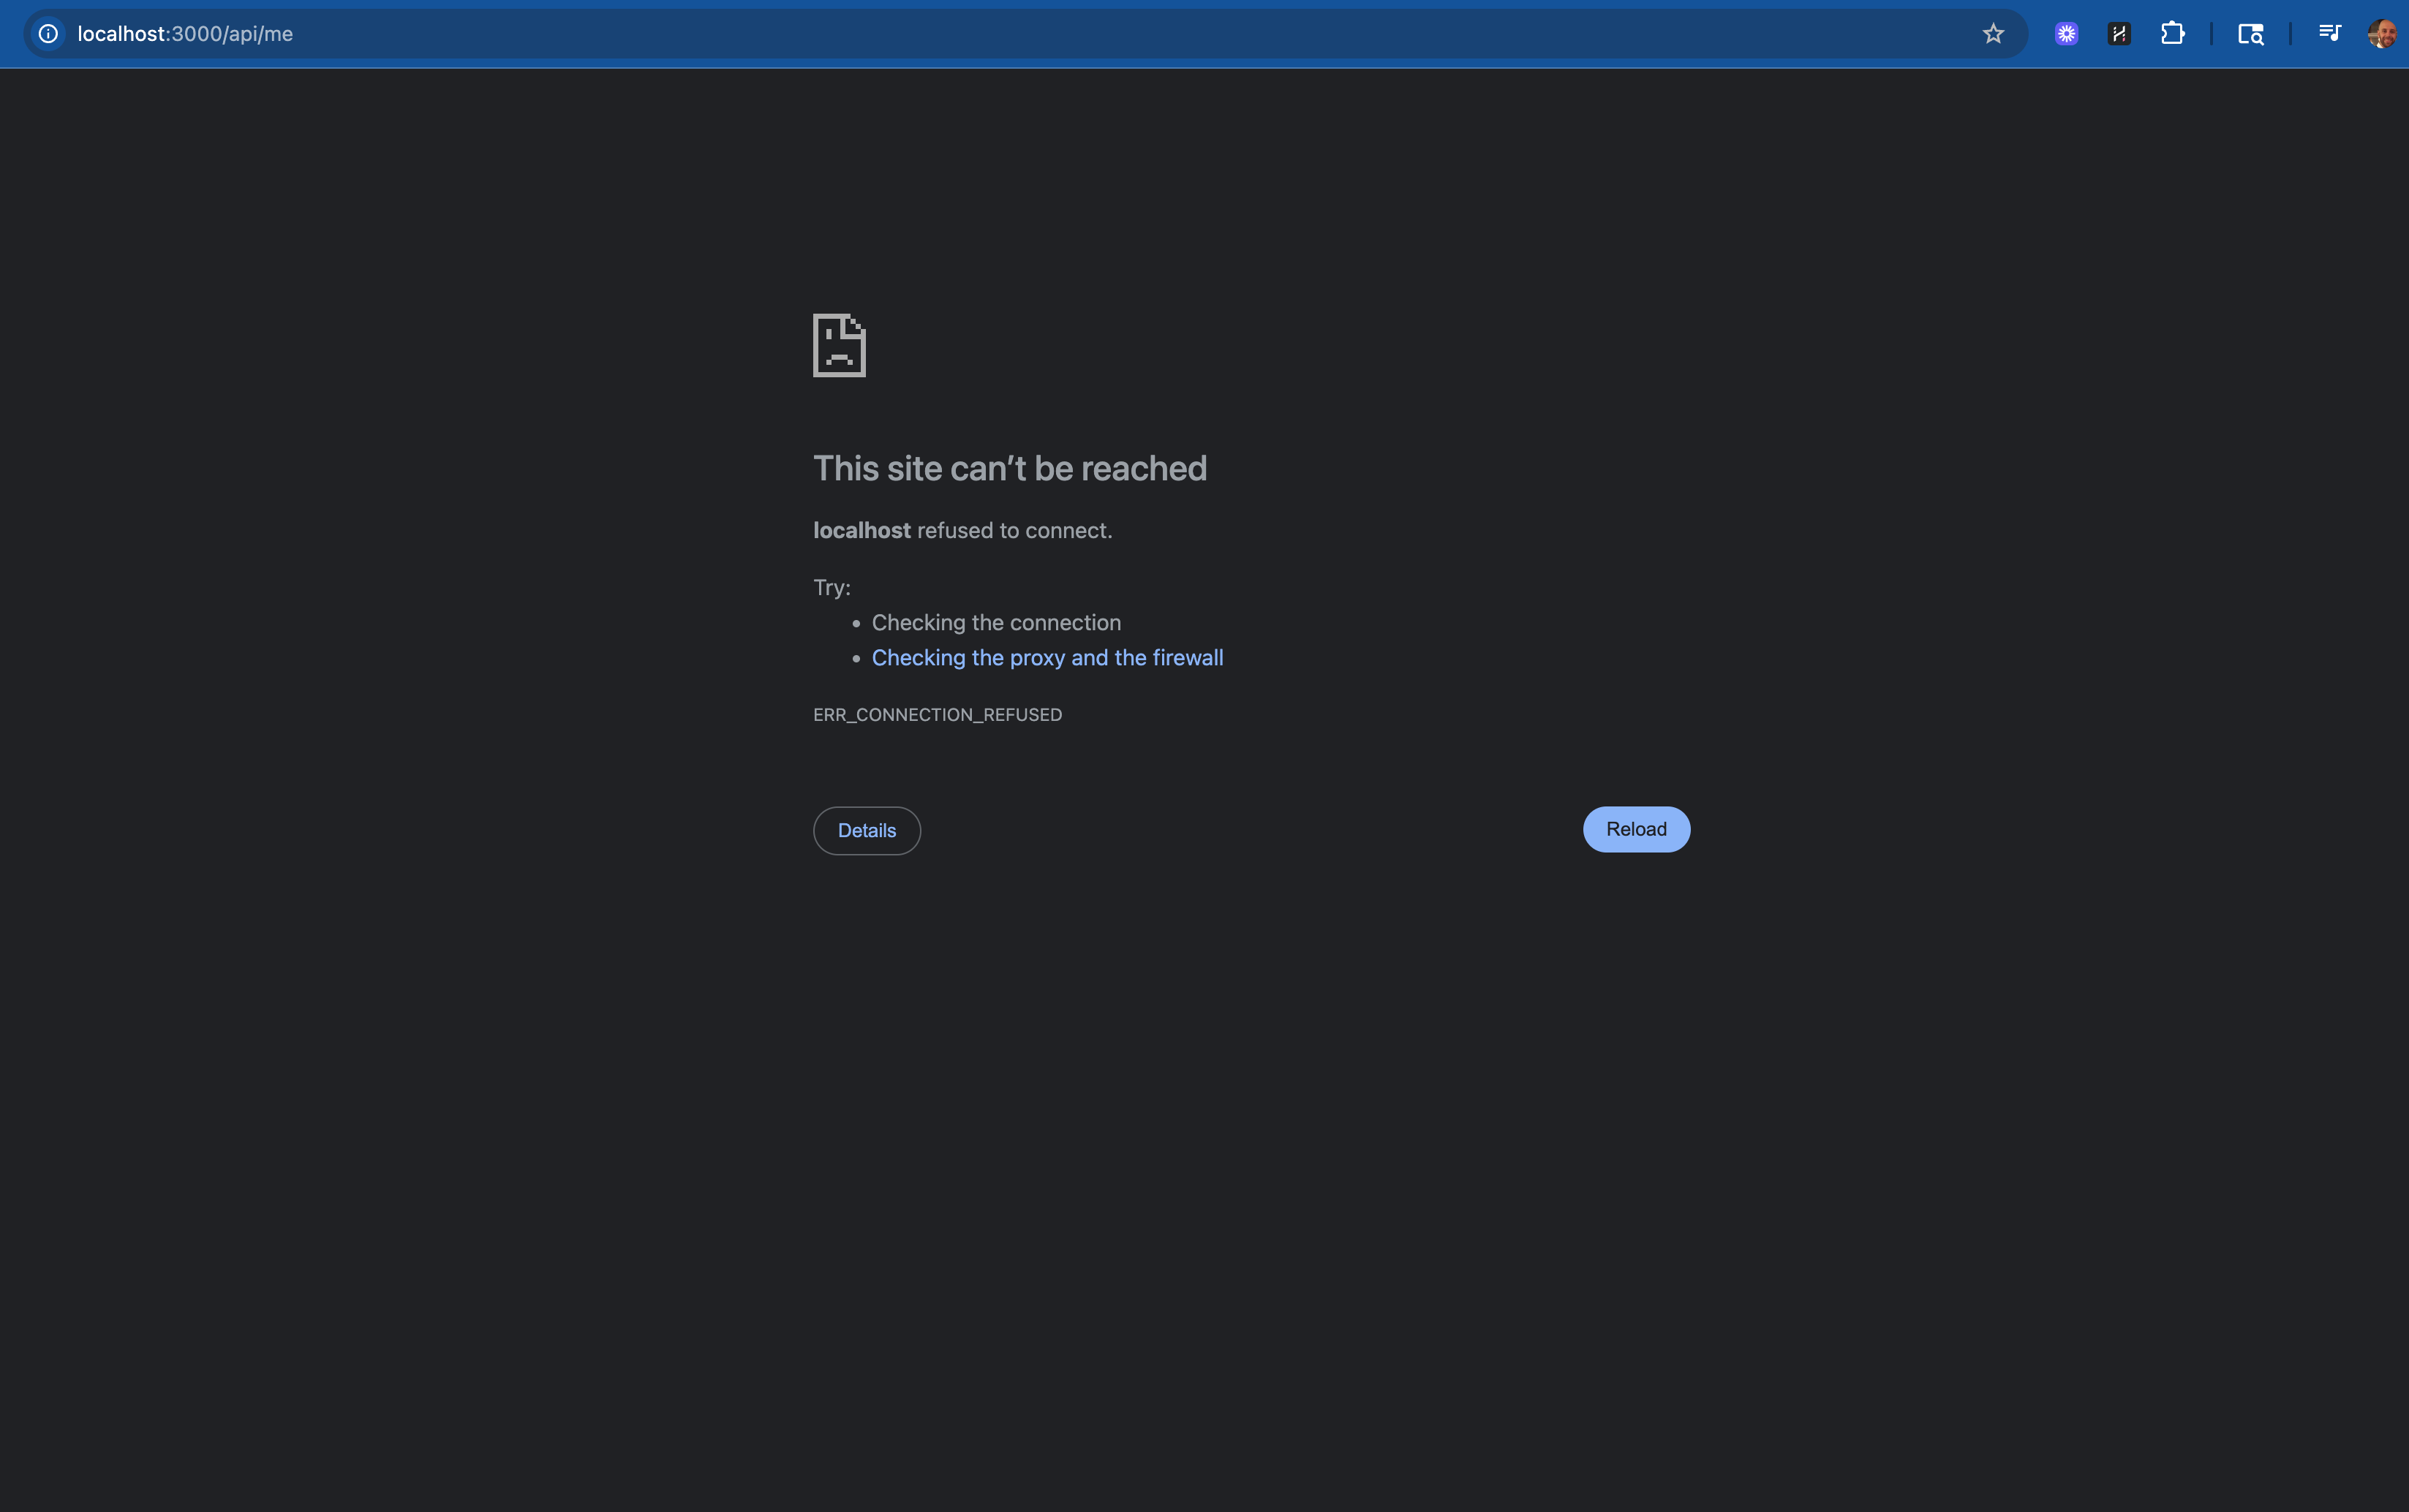 localhost:3000/api/me
This site can’t be reached
localhost refused to connect.
Try:
• Checking the connection
• Checking the proxy and the firewall
ERR_CONNECTION_REFUSED
Details
Reload